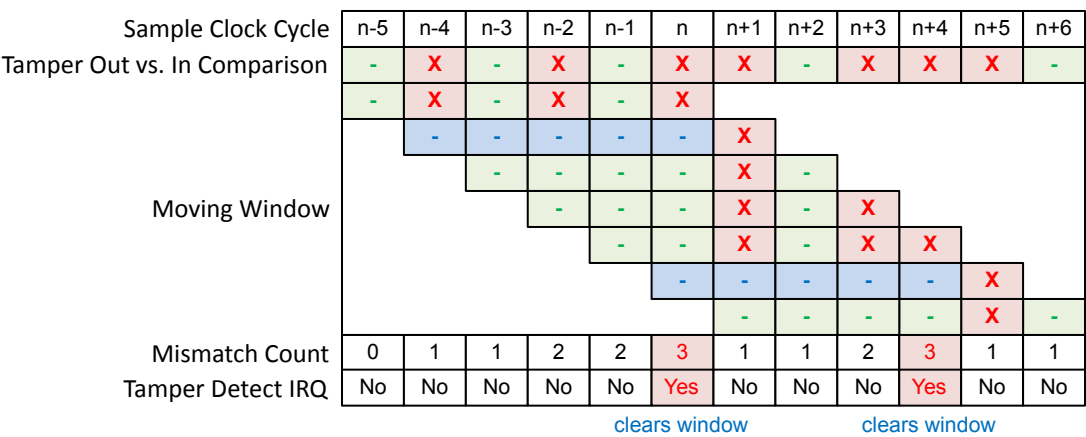 Sample Clock Cycle n-5 n-4 n-3 n-2 n-1 n n+1 n+2 n+3 n+4 n+5 n+6
Tamper Out vs. In Comparison - X - X - X X - X X X -
- X - X - X
- - - - - X
- - - - X -
Moving Window - - - X - X
- - X - X X
- - - - - X
- - - - X -
Mismatch Count 0 1 1 2 2 3 1 1 2 3 1 1
Tamper Detect IRQ No No No No No Yes No No No Yes No No
clears window clears window